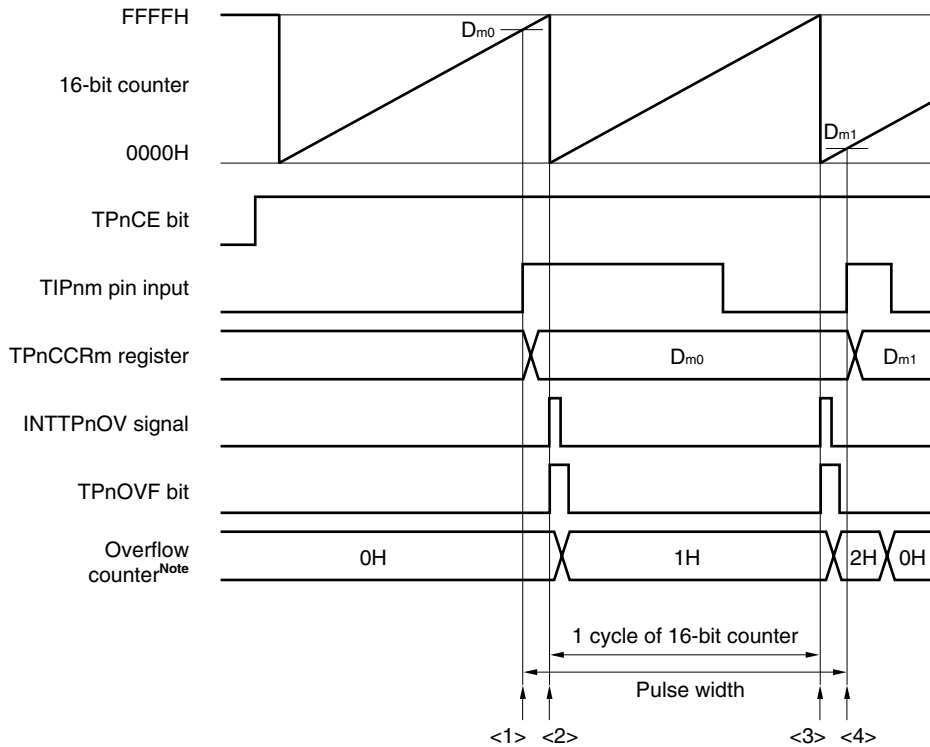 FFFFH
Dm0
16-bit counter
Dm1
0000H
TPnCE bit
TIPnm pin input
TPnCCRm register
Dm0
Dm1
INTTPnOV signal
TPnOVF bit
Overflow
counterNote
0H
1H
2H
0H
1 cycle of 16-bit counter
Pulse width
<1> <2> <3> <4>